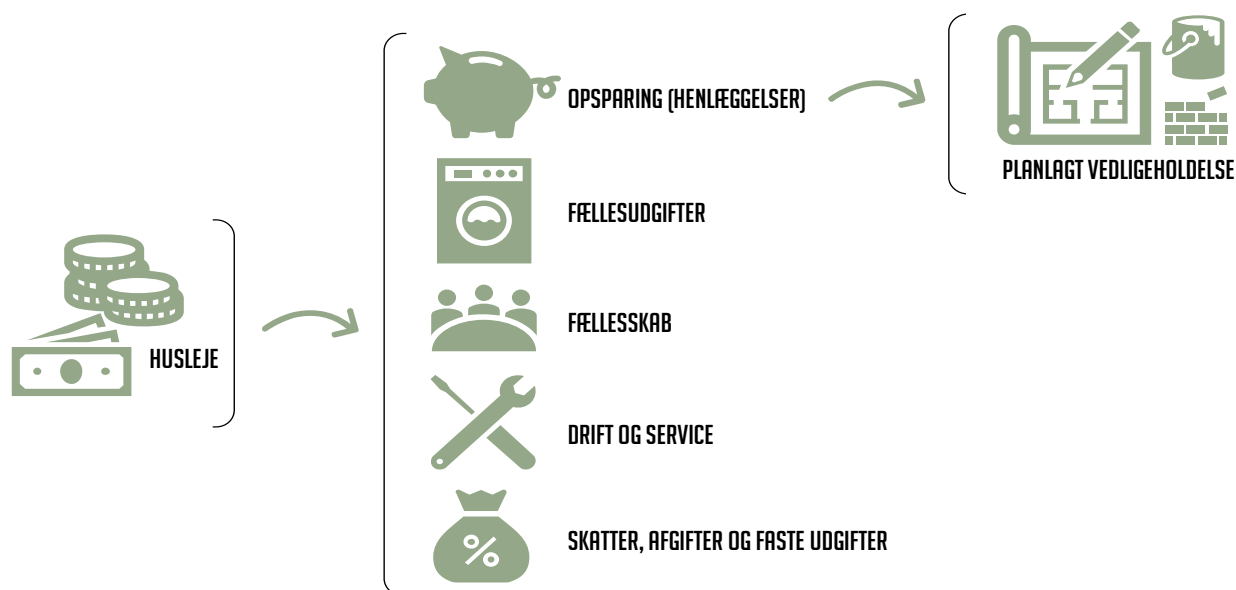 HUSLEJE
OPSPARING (HENLÆGGELSER)
FÆLLESUDGIFTER
FÆLLESSKAB
DRIFT OG SERVICE
%
SKATTER, AFGIFTER OG FASTE UDGIFTER
PLANLAGT VEDLIGEHOLDELSE